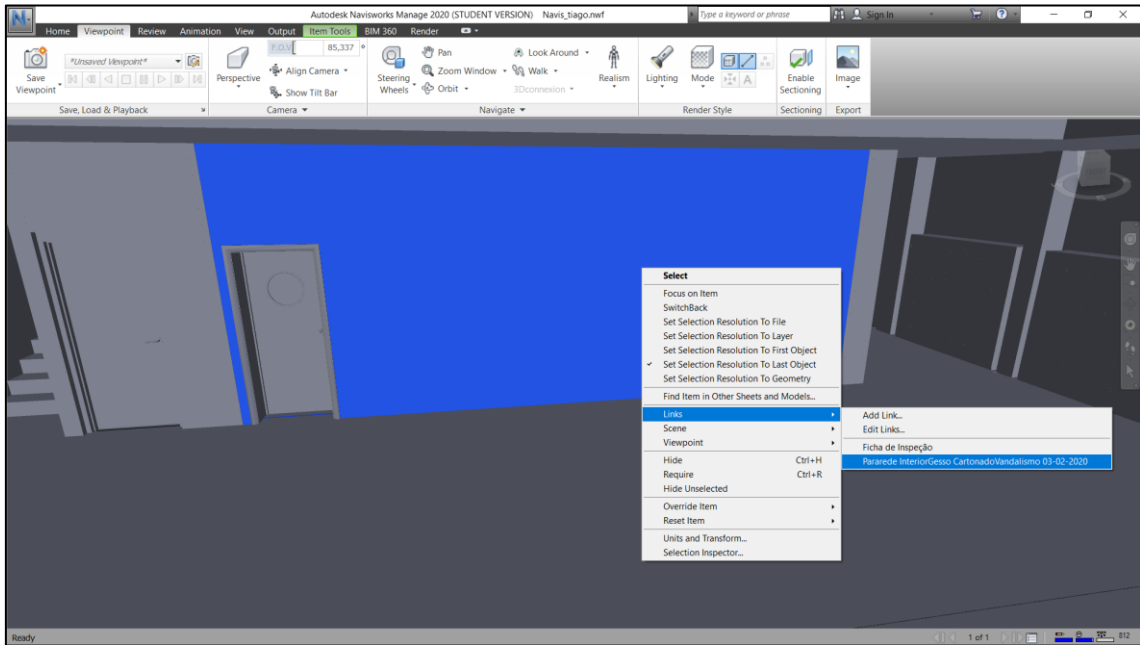 Autodesk Navisworks Manage 2020 (STUDENT VERSION) Navis_tiago.nwf
Type a keyword or phrase
Sign In
Home Viewpoint Review Animation View Output Item Tools BIM 360 Render
*Unsaved Viewpoint*
Save Viewpoint
Save, Load & Playback
Perspective
F.O.V. 85,337 °
Align Camera
Show Tilt Bar
Camera
Steering Wheels
Pan
Zoom Window
Orbit
Look Around
Walk
3Dconnexion
Realism
Navigate
Lighting
Mode
Render Style
Enable Sectioning
Sectioning
Image
Export
Select
Focus on Item
SwitchBack
Set Selection Resolution To File
Set Selection Resolution To Layer
Set Selection Resolution To First Object
Set Selection Resolution To Last Object
Set Selection Resolution To Geometry
Find Item in Other Sheets and Models...
Links
Scene
Viewpoint
Hide Ctrl+H
Require Ctrl+R
Hide Unselected
Override Item
Reset Item
Units and Transform...
Selection Inspector...
Add Link...
Edit Links...
Ficha de Inspeção
Pararede InteriorGesso CartonadoVandalismo 03-02-2020
Ready
1 of 1
812